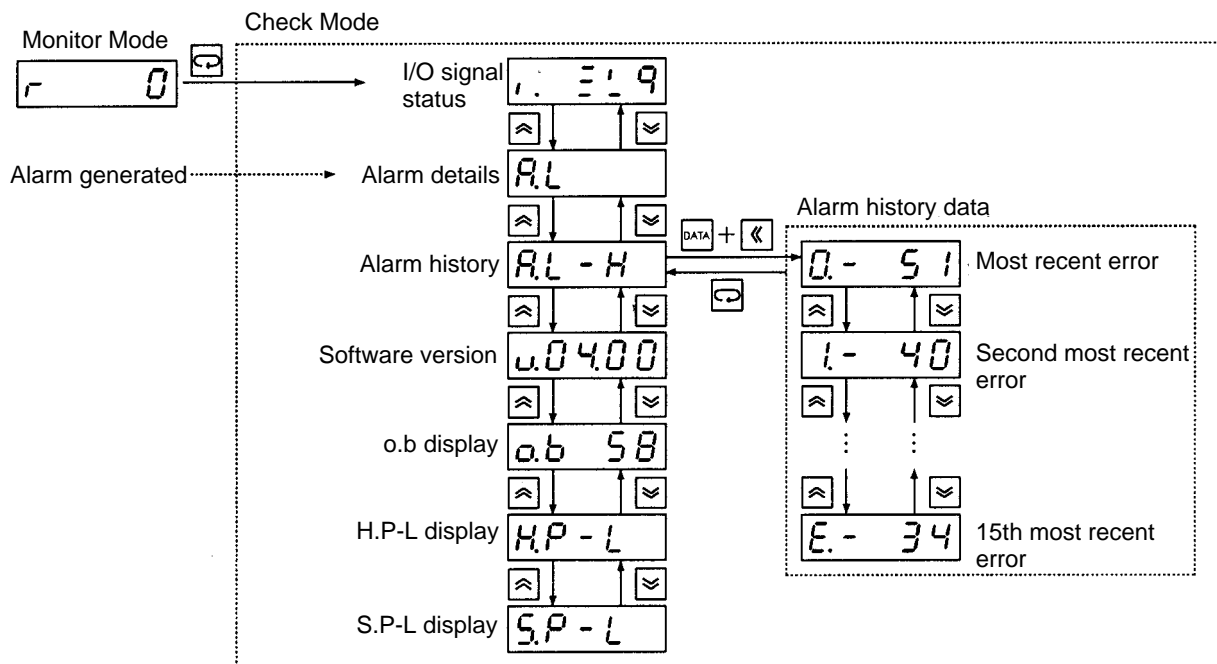 Check Mode
Monitor Mode
r 0
I/O signal
status
Alarm generated
Alarm details
A.L
Alarm history
A.L - H
DATA +
Alarm history data
0.- 51
Most recent error
Software version
v.04.00
1.- 40
Second most recent
error
o.b display
o.b 58
H.P-L display
H.P - L
E.- 34
15th most recent
error
S.P-L display
S.P - L